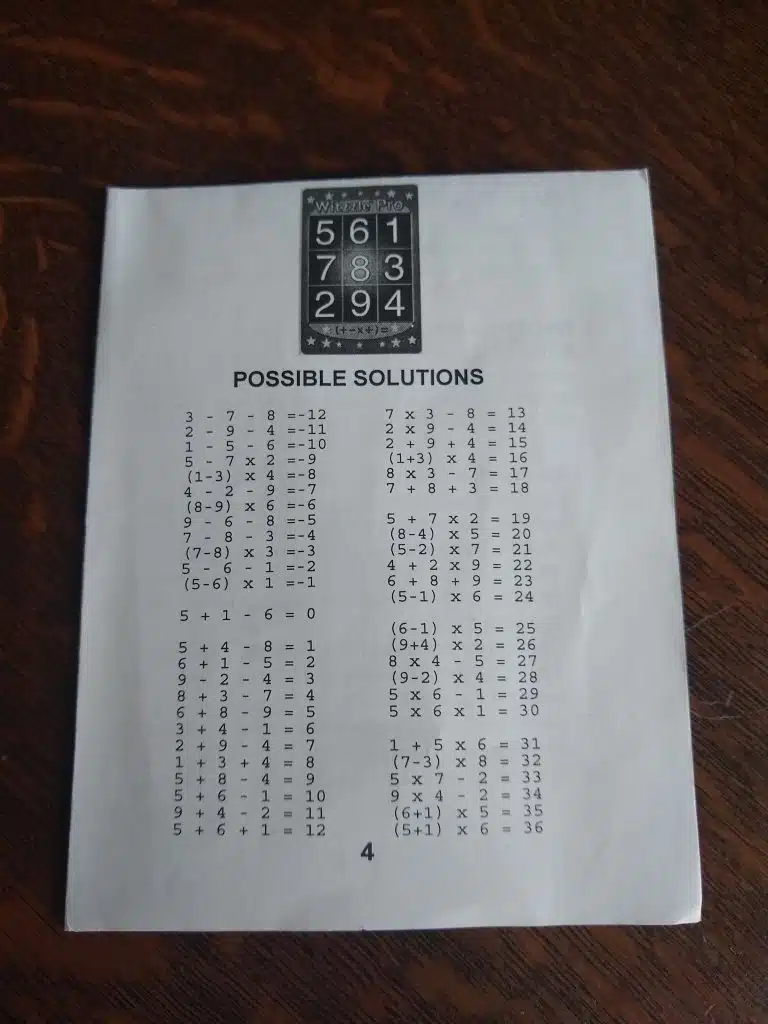 Wizzle Pro
5 6 1
7 8 3
2 9 4
(+-x÷)=
POSSIBLE SOLUTIONS
3 - 7 - 8 =-12
2 - 9 - 4 =-11
1 - 5 - 6 =-10
5 - 7 x 2 =-9
(1-3) x 4 =-8
4 - 2 - 9 =-7
(8-9) x 6 =-6
9 - 6 - 8 =-5
7 - 8 - 3 =-4
(7-8) x 3 =-3
5 - 6 - 1 =-2
(5-6) x 1 =-1
5 + 1 - 6 = 0
5 + 4 - 8 = 1
6 + 1 - 5 = 2
9 - 2 - 4 = 3
8 + 3 - 7 = 4
6 + 8 - 9 = 5
3 + 4 - 1 = 6
2 + 9 - 4 = 7
1 + 3 + 4 = 8
5 + 8 - 4 = 9
5 + 6 - 1 = 10
9 + 4 - 2 = 11
5 + 6 + 1 = 12
7 x 3 - 8 = 13
2 x 9 - 4 = 14
2 + 9 + 4 = 15
(1+3) x 4 = 16
8 x 3 - 7 = 17
7 + 8 + 3 = 18
5 + 7 x 2 = 19
(8-4) x 5 = 20
(5-2) x 7 = 21
4 + 2 x 9 = 22
6 + 8 + 9 = 23
(5-1) x 6 = 24
(6-1) x 5 = 25
(9+4) x 2 = 26
8 x 4 - 5 = 27
(9-2) x 4 = 28
5 x 6 - 1 = 29
5 x 6 x 1 = 30
1 + 5 x 6 = 31
(7-3) x 8 = 32
5 x 7 - 2 = 33
9 x 4 - 2 = 34
(6+1) x 5 = 35
(5+1) x 6 = 36
4